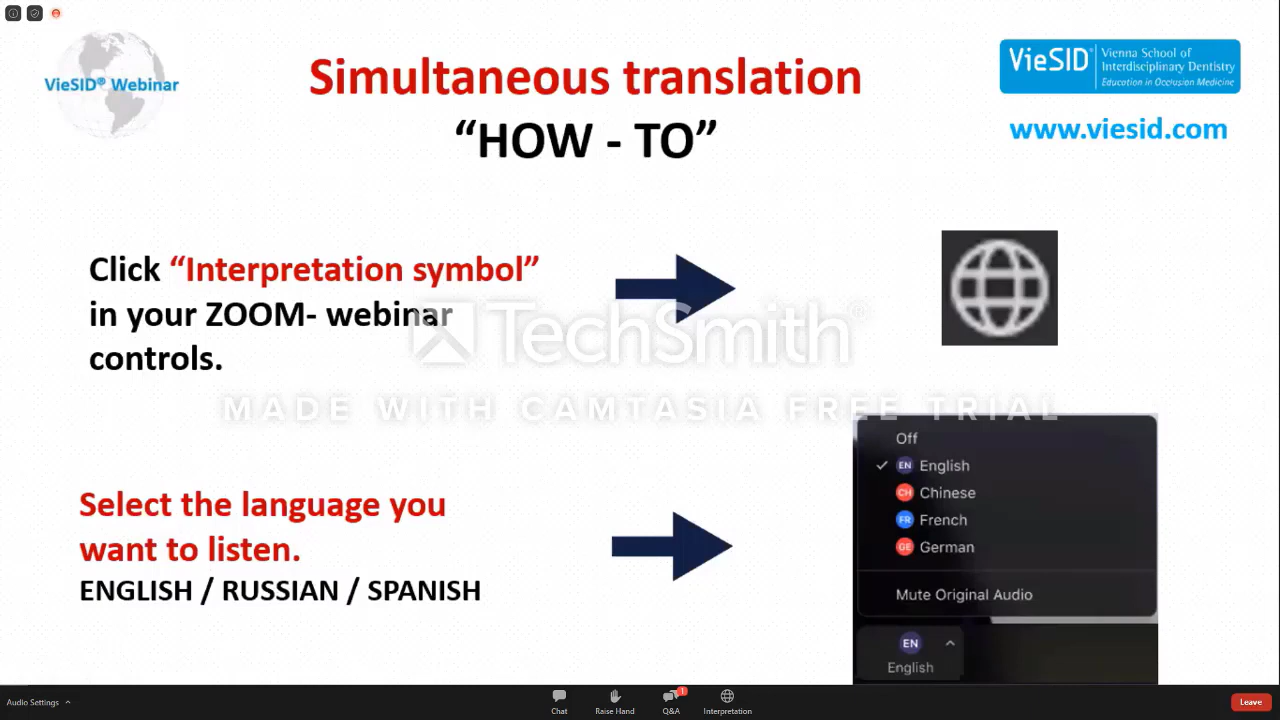 VieSID® Webinar
Simultaneous translation
“HOW - TO”
VieSID® Vienna School of
Interdisciplinary Dentistry
Education in Occlusion Medicine
www.viesid.com
Click “Interpretation symbol”
in your ZOOM- webinar
controls.
TechSmith®
MADE WITH CAMTASIA FREE TRIAL
Select the language you
want to listen.
ENGLISH / RUSSIAN / SPANISH
Off
EN English
CH Chinese
FR French
GE German
Mute Original Audio
EN
English
Audio Settings
Chat
Raise Hand
1
Q&A
Interpretation
Leave